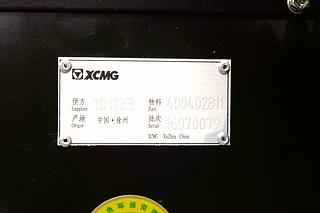 XCMG
供方 Supplier 101123 物料 Part. 400402811
产地 Origin 中国·徐州 批次 Serial 16070079
XCMG XuZhou China